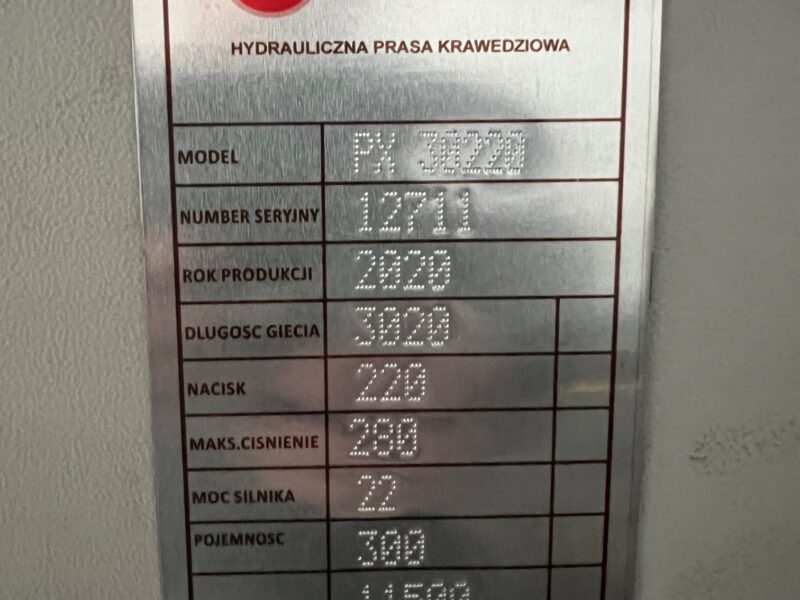 HYDRAULICZNA PRASA KRAWEDZIOWA
MODEL PX 30220
NUMBER SERYJNY 12711
ROK PRODUKCJI 2020
DLUGOSC GIECIA 3020
NACISK 220
MAKS.CISNIENIE 280
MOC SILNIKA 22
POJEMNOSC 300
11500